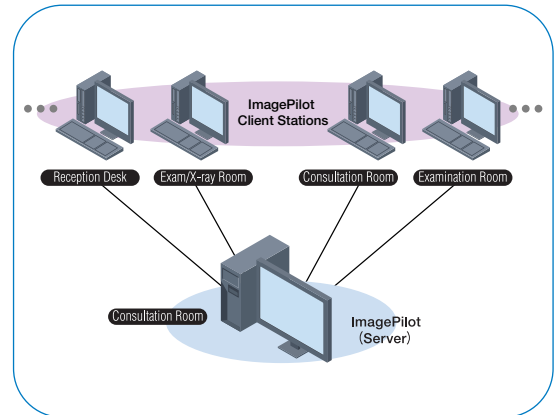 ImagePilot
Client Stations
Reception Desk
Exam/X-ray Room
Consultation Room
Examination Room
Consultation Room
ImagePilot
(Server)